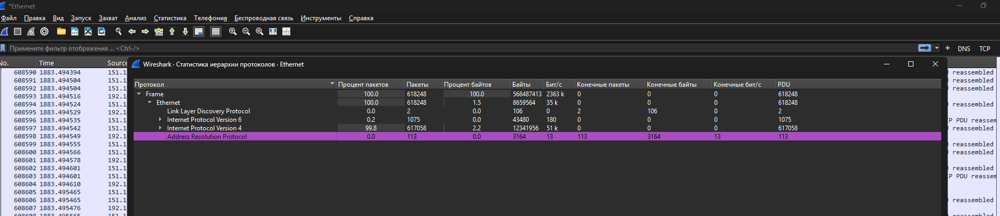 *Ethernet
Файл Правка Вид Запуск Захват Анализ Статистика Телефония Беспроводная связь Инструменты Справка
Примените фильтр отображения ... <Ctrl-/> + DNS TCP
No. Time Source
Wireshark · Статистика иерархии протоколов · Ethernet
608590 1883.494394 151.1 reassembled
608591 1883.494504 151.1 reassembled
608592 1883.494504 151.1 reassembled
608593 1883.494516 192.1
608594 1883.494524 151.1 reassembled
608595 1883.494529 192.1
608596 1883.494535 151.1 PDU reassem
608597 1883.494542 151.1 reassembled
608598 1883.494549 192.1
608599 1883.494555 151.1 reassembled
608600 1883.494566 151.1 reassembled
608601 1883.494578 192.1
608602 1883.494601 151.1 reassembled
608603 1883.494601 151.1 PDU reassem
608604 1883.494610 192.1
608605 1883.495465 151.1
608606 1883.495465 151.1 reassembled
608607 1883.495476 192.1
Протокол Процент пакетов Пакеты Процент байтов Байты Бит/с Конечные пакеты Конечные байты Конечные бит/с PDU
Frame 100.0 618248 100.0 568487413 2363 k 0 0 0 618248
Ethernet 100.0 618248 1.5 8659564 35 k 0 0 0 618248
Link Layer Discovery Protocol 0.0 2 0.0 106 0 2 106 0 2
Internet Protocol Version 6 0.2 1075 0.0 43480 180 0 0 0 1075
Internet Protocol Version 4 99.8 617058 2.2 12341956 51 k 0 0 0 617058
Address Resolution Protocol 0.0 113 0.0 3164 13 113 3164 13 113